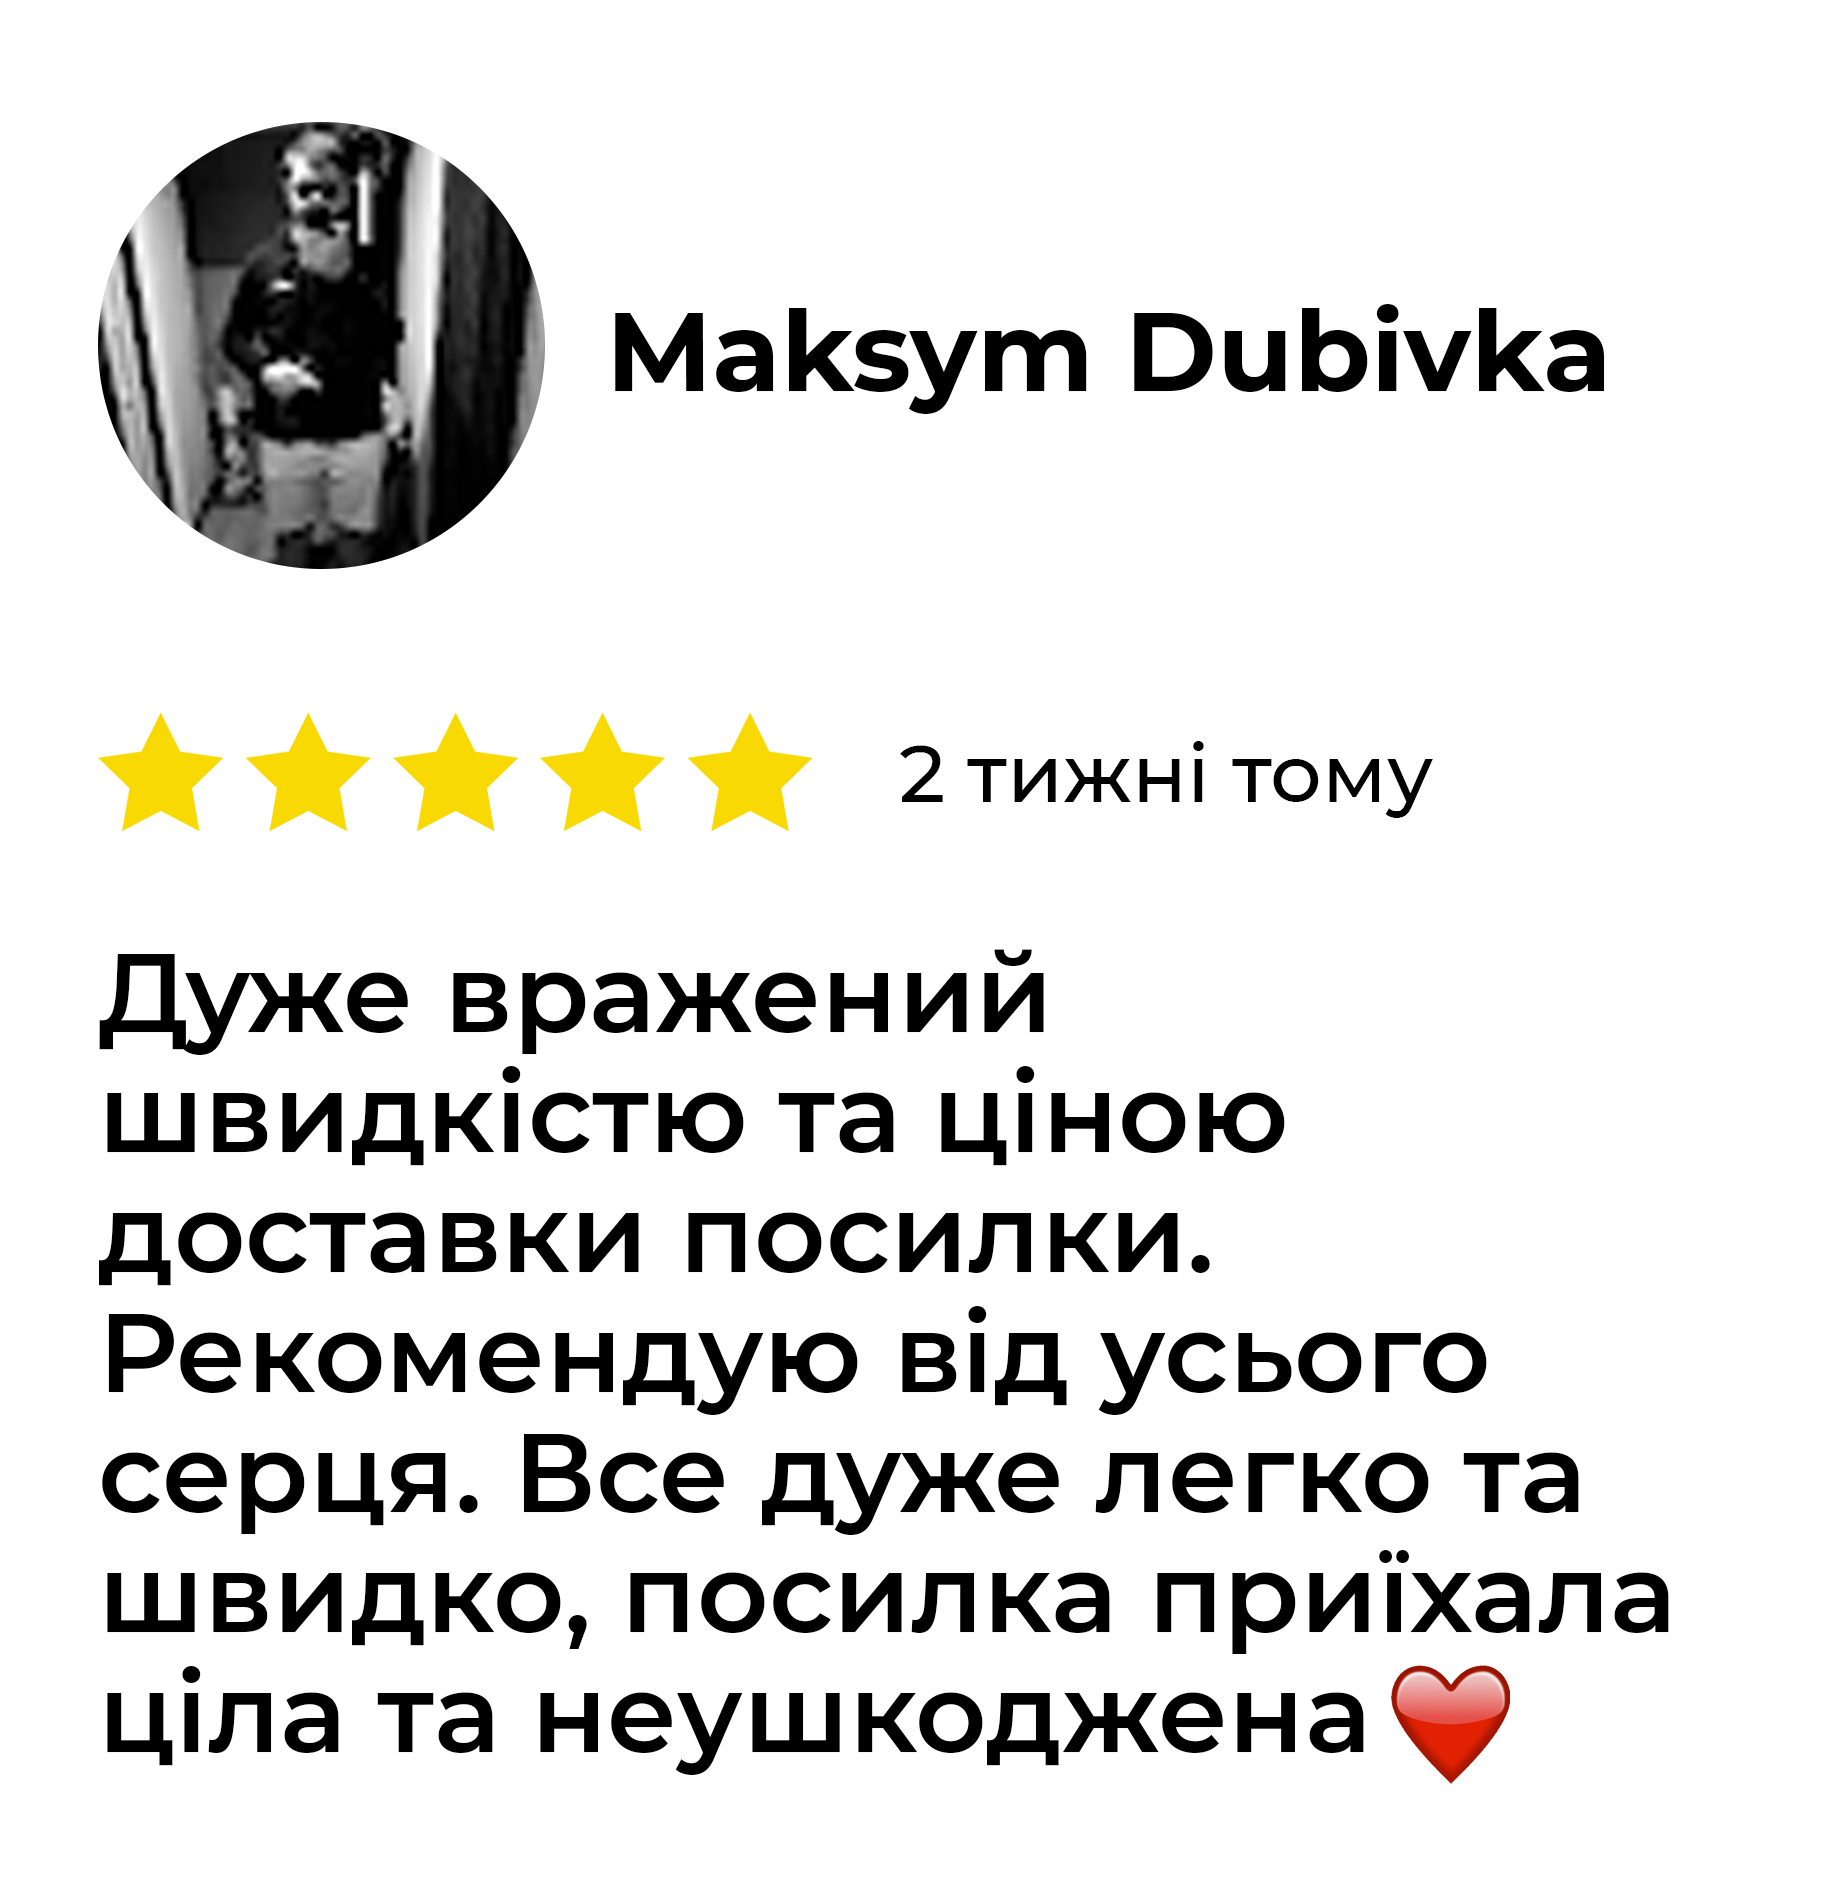 Maksym Dubivka
2 тижні тому
Дуже вражений
швидкістю та ціною
доставки посилки.
Рекомендую від усього
серця. Все дуже легко та
швидко, посилка приїхала
ціла та неушкоджена❤️